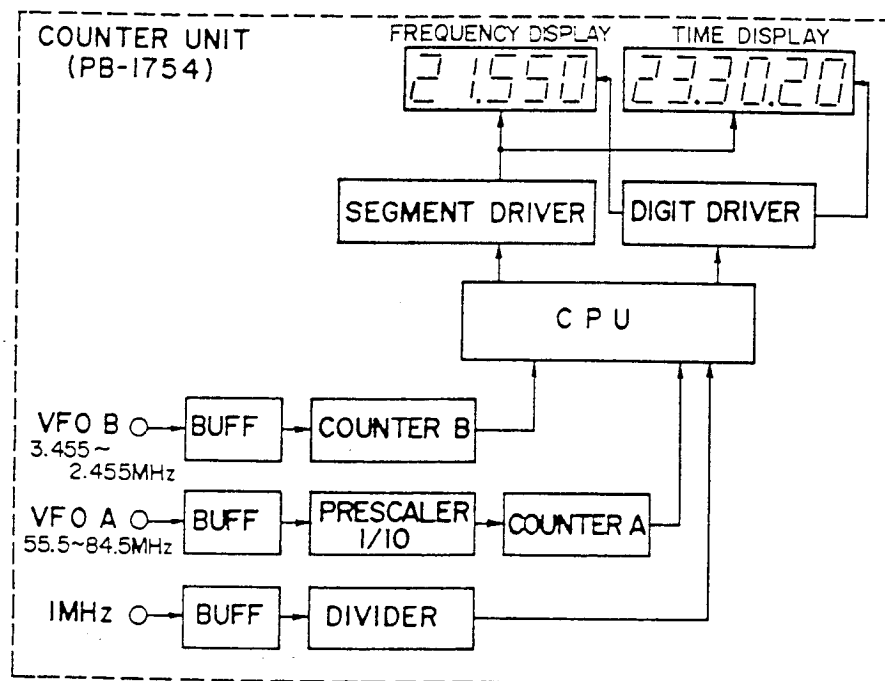 COUNTER UNIT
(PB-1754)
FREQUENCY DISPLAY
TIME DISPLAY
21.550
23.30.20
SEGMENT DRIVER
DIGIT DRIVER
CPU
VFO B
3.455~
2.455MHz
BUFF
COUNTER B
VFO A
55.5~84.5MHz
BUFF
PRESCALER
1/10
COUNTER A
1MHz
BUFF
DIVIDER